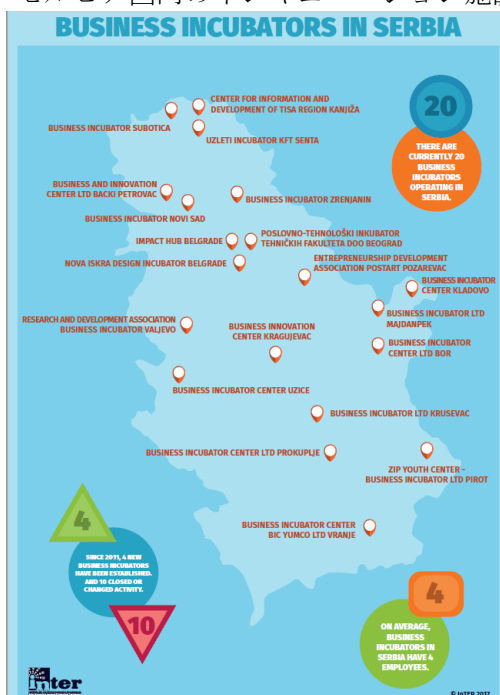 BUSINESS INCUBATORS IN SERBIA
CENTER FOR INFORMATION AND
DEVELOPMENT OF TISA REGION KANJIŽA
BUSINESS INCUBATOR SUBOTICA
UZLETI INCUBATOR KFT SENTA
20
THERE ARE
CURRENTLY 20
BUSINESS
INCUBATORS
OPERATING IN
SERBIA.
BUSINESS AND INNOVATION
CENTER LTD BACKI PETROVAC
BUSINESS INCUBATOR ZRENJANIN
BUSINESS INCUBATOR NOVI SAD
IMPACT HUB BELGRADE
POSLOVNO-TEHNOLOŠKI INKUBATOR
TEHNIČKIH FAKULTETA DOO BEOGRAD
NOVA ISKRA DESIGN INCUBATOR BELGRADE
ENTREPRENEURSHIP DEVELOPMENT
ASSOCIATION POSTART POZAREVAC
BUSINESS INCUBATOR
CENTER KLADOVO
BUSINESS INCUBATOR LTD
MAJDANPEK
RESEARCH AND DEVELOPMENT ASSOCIATION
BUSINESS INCUBATOR VALJEVO
BUSINESS INNOVATION
CENTER KRAGUJEVAC
BUSINESS INCUBATOR
CENTER LTD BOR
BUSINESS INCUBATOR CENTER UZICE
BUSINESS INCUBATOR LTD KRUSEVAC
BUSINESS INCUBATOR CENTER LTD PROKUPLJE
ZIP YOUTH CENTER -
BUSINESS INCUBATOR LTD PIROT
BUSINESS INCUBATOR CENTER
BIC YUMCO LTD VRANJE
4
SINCE 2011, 4 NEW
BUSINESS INCUBATORS
HAVE BEEN ESTABLISHED.
AND 10 CLOSED OR
CHANGED ACTIVITY.
10
4
ON AVERAGE,
BUSINESS
INCUBATORS IN
SERBIA HAVE 4
EMPLOYEES.
inter